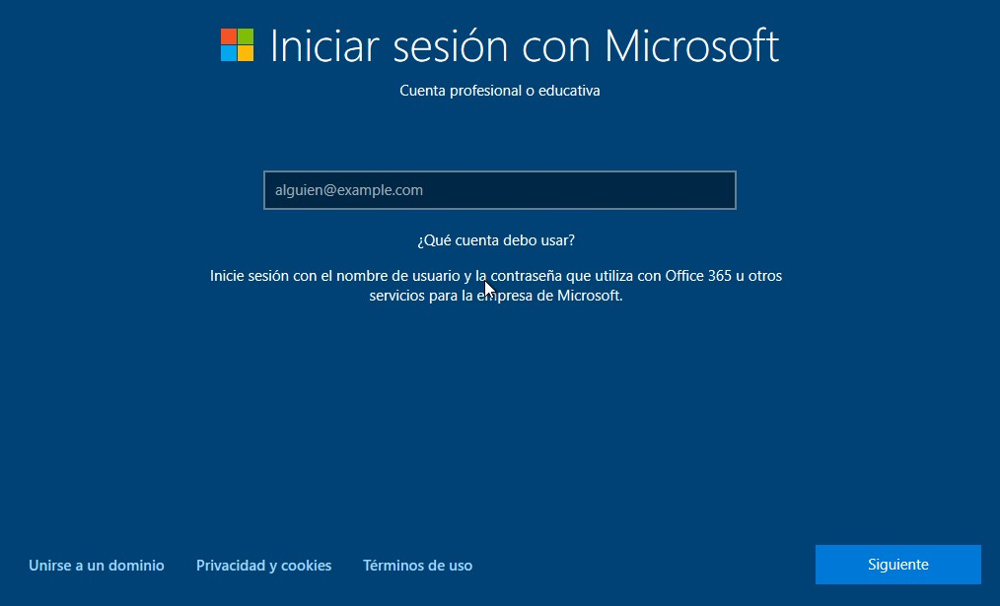 Iniciar sesión con Microsoft
Cuenta profesional o educativa
alguien@example.com
¿Qué cuenta debo usar?
Inicie sesión con el nombre de usuario y la contraseña que utiliza con Office 365 u otros
servicios para la empresa de Microsoft.
Unirse a un dominio
Privacidad y cookies
Términos de uso
Siguiente